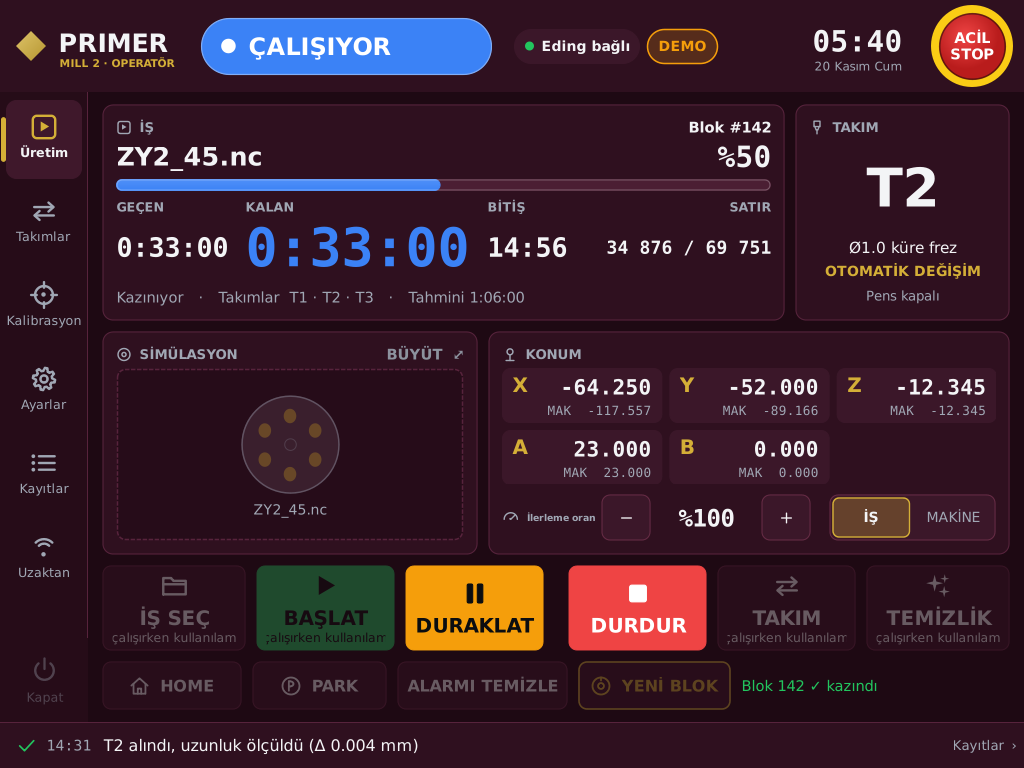 PRIMER
MILL 2 · OPERATÖR
ÇALIŞIYOR
Eding bağlı
DEMO
05:40
20 Kasım Cum
ACİL
STOP
Üretim
Takımlar
Kalibrasyon
Ayarlar
Kayıtlar
Uzaktan
Kapat
İŞ
Blok #142
ZY2_45.nc
%50
GEÇEN
KALAN
BİTİŞ
SATIR
0:33:00
0:33:00
14:56
34 876 / 69 751
Kazınıyor · Takımlar T1 · T2 · T3 · Tahmini 1:06:00
TAKIM
T2
Ø1.0 küre frez
OTOMATİK DEĞİŞİM
Pens kapalı
SİMÜLASYON
BÜYÜT ⤢
ZY2_45.nc
KONUM
X -64.250
MAK -117.557
Y -52.000
MAK -89.166
Z -12.345
MAK -12.345
A 23.000
MAK 23.000
B 0.000
MAK 0.000
İlerleme oran
−
%100
+
İŞ
MAKİNE
İŞ SEÇ
çalışırken kullanılam
BAŞLAT
çalışırken kullanılam
DURAKLAT
DURDUR
TAKIM
çalışırken kullanılam
TEMİZLİK
çalışırken kullanılam
HOME
PARK
ALARMI TEMİZLE
YENİ BLOK
Blok 142 ✓ kazındı
14:31 T2 alındı, uzunluk ölçüldü (Δ 0.004 mm)
Kayıtlar ›